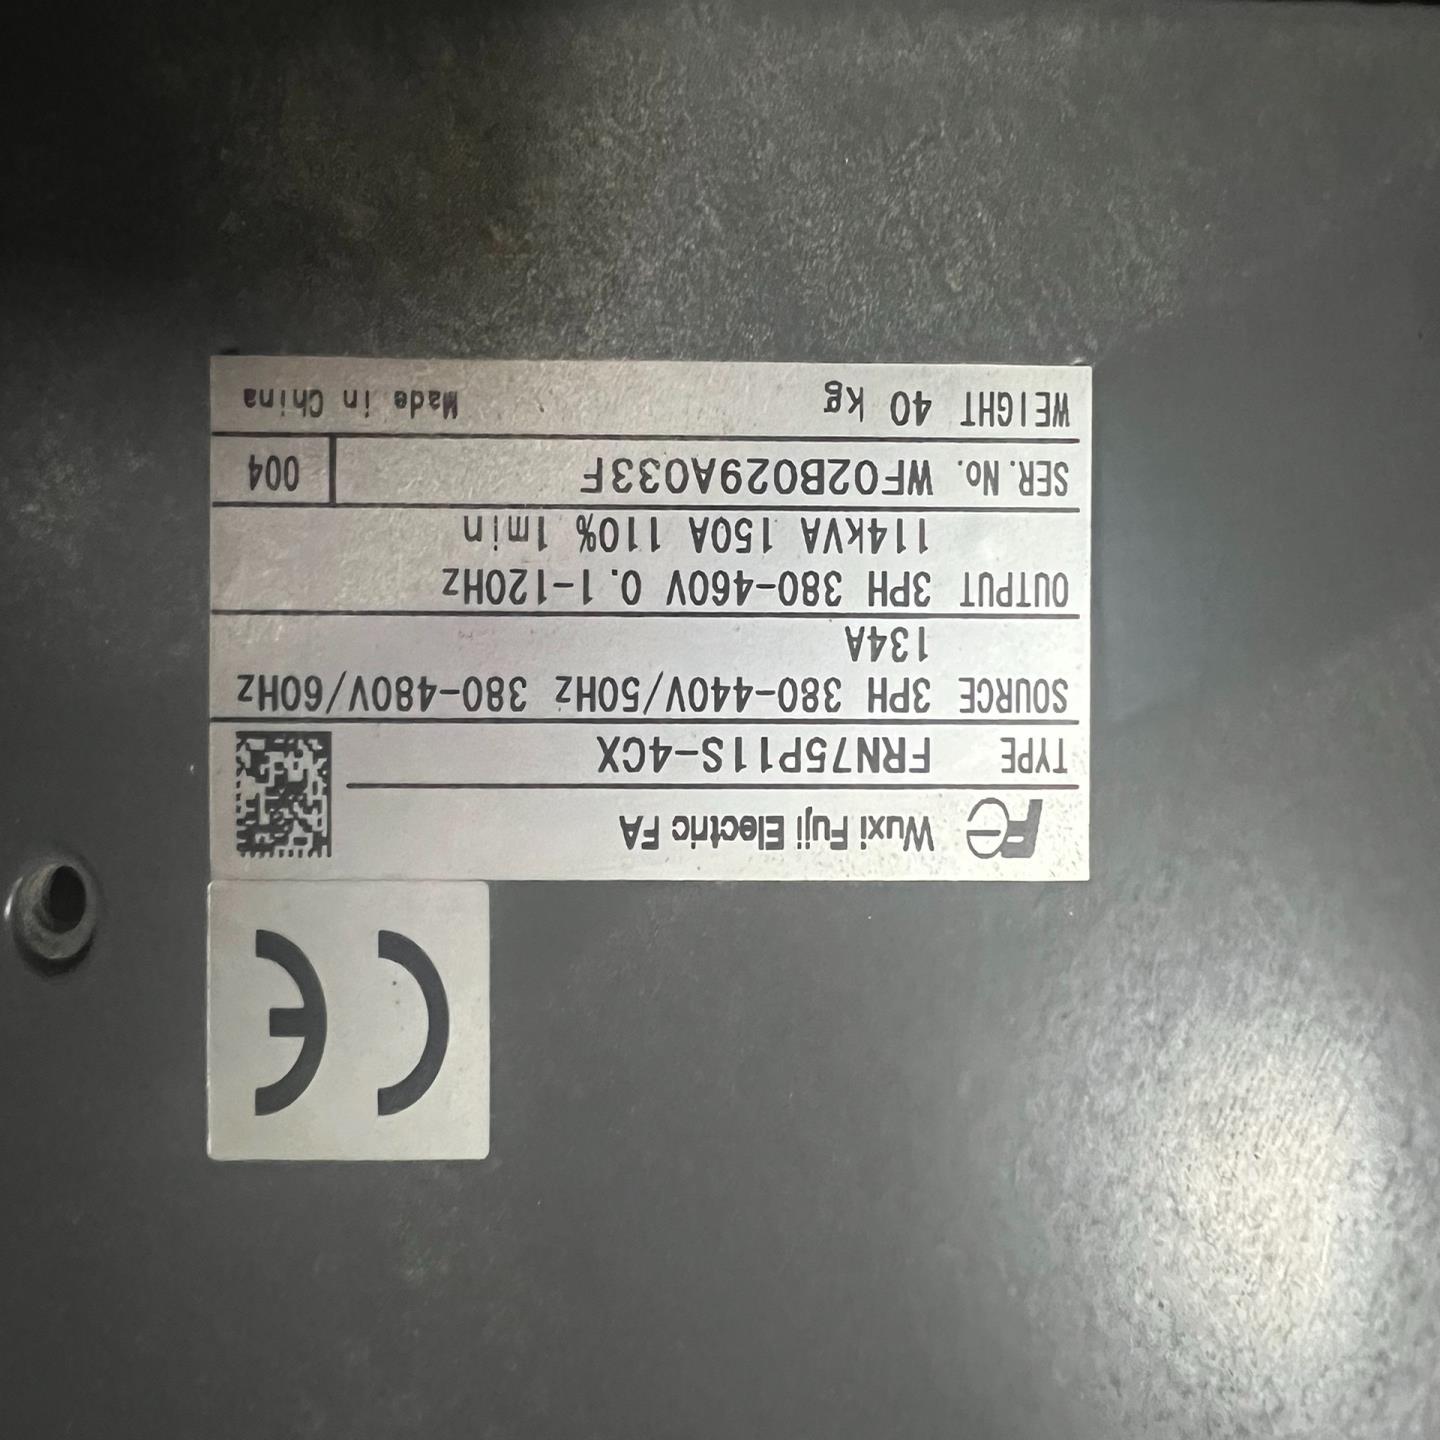 CE
Fe Wuxi Fuji Electric FA
TYPE FRN75P11S-4CX
SOURCE 3PH 380-440V/50Hz 380-480V/60Hz
134A
OUTPUT 3PH 380-460V 0.1-120Hz
114kVA 150A 110% 1min
SER.No. WF02B029A033F 004
WEIGHT 40 kg Made in China